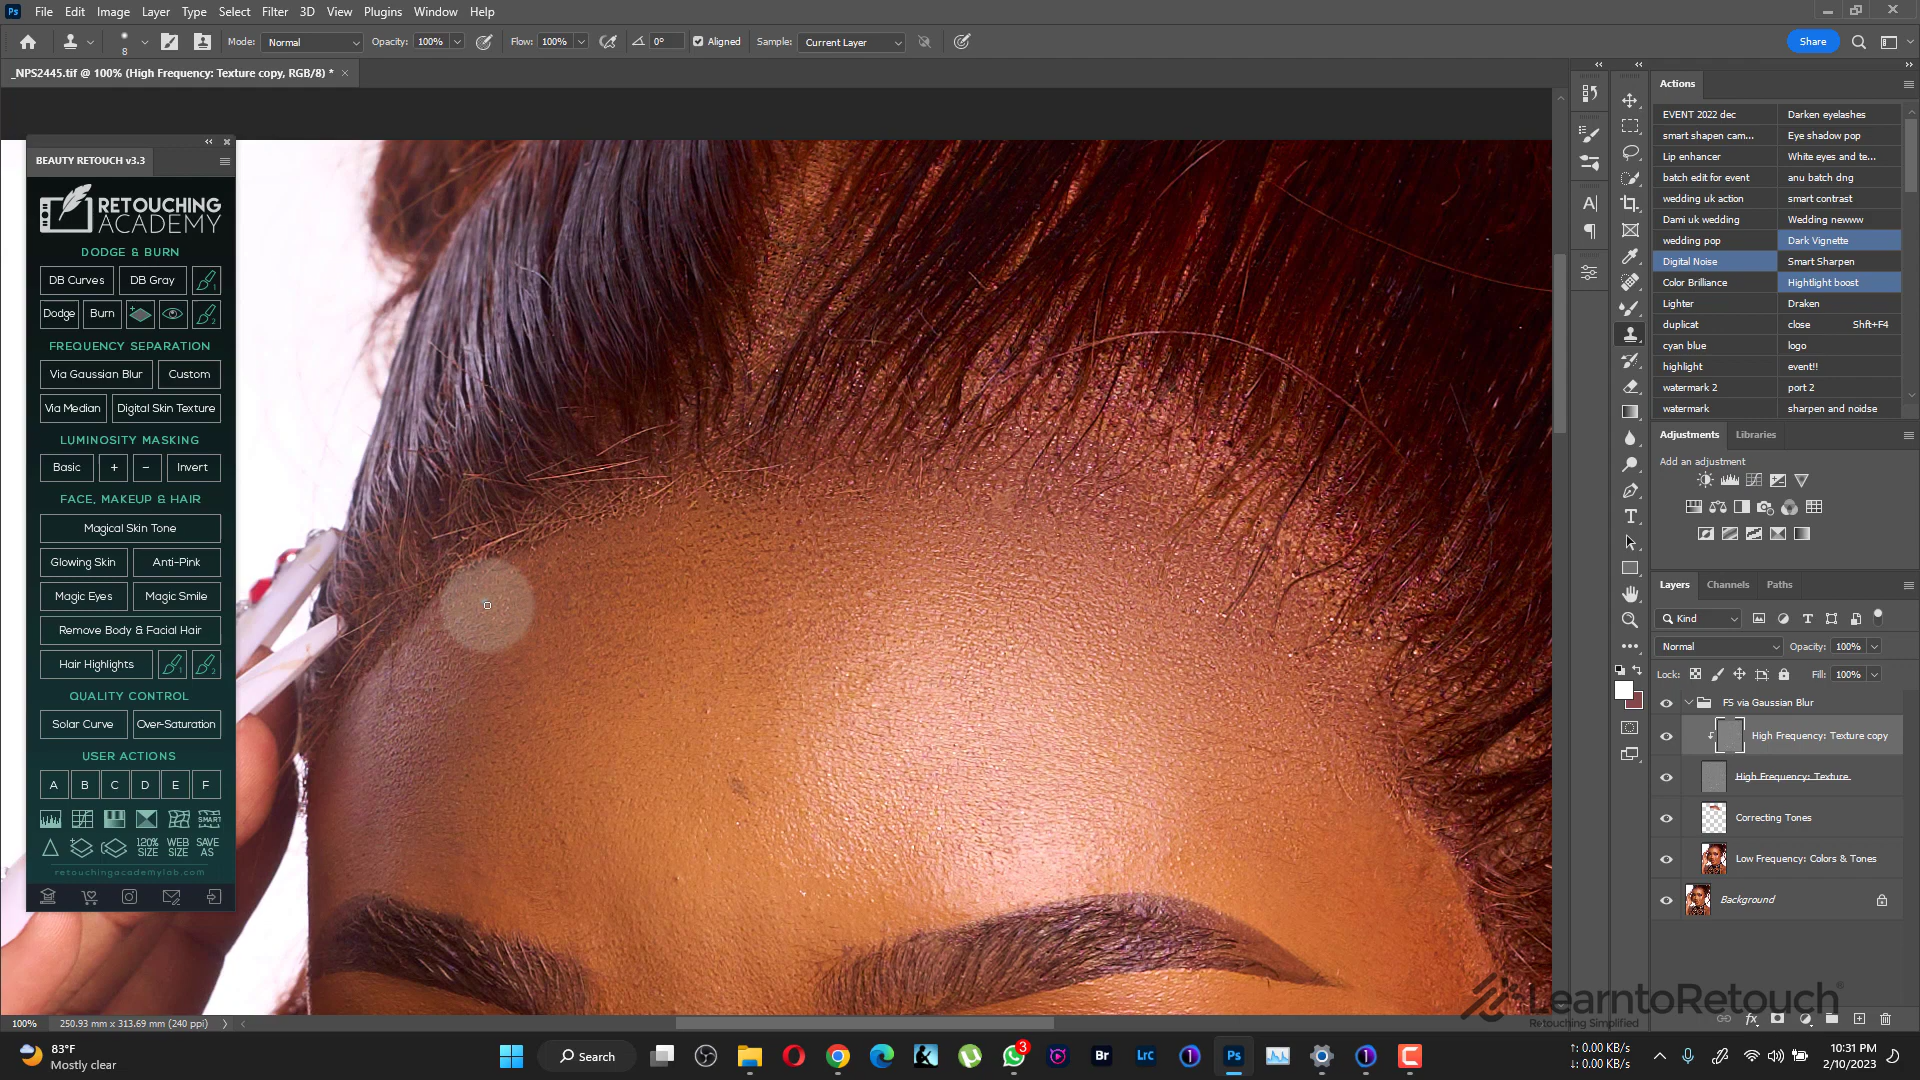 Ps File Edit Image Layer Type Select Filter 3D View Plugins Window Help
8 Mode: Normal Opacity: 100% Flow: 100% 0° Aligned Sample: Current Layer Share
_NPS2445.tif @ 100% (High Frequency: Texture copy, RGB/8) *
BEAUTY RETOUCH v3.3
RETOUCHING
ACADEMY
DODGE & BURN
DB Curves DB Gray 1
Dodge Burn 2
FREQUENCY SEPARATION
Via Gaussian Blur Custom
Via Median Digital Skin Texture
LUMINOSITY MASKING
Basic + − Invert
FACE, MAKEUP & HAIR
Magical Skin Tone
Glowing Skin Anti-Pink
Magic Eyes Magic Smile
Remove Body & Facial Hair
Hair Highlights 1 2
QUALITY CONTROL
Solar Curve Over-Saturation
USER ACTIONS
A B C D E F
SMART
120% SIZE WEB SIZE SAVE AS
retouchingacademylab.com
Actions
EVENT 2022 dec Darken eyelashes
smart shapen cam... Eye shadow pop
Lip enhancer White eyes and te...
batch edit for event anu batch dng
wedding uk action smart contrast
Dami uk wedding Wedding newww
wedding pop Dark Vignette
Digital Noise Smart Sharpen
Color Brilliance Hightlight boost
Lighter Draken
duplicat close Shft+F4
cyan blue logo
highlight event!!
watermark 2 port 2
watermark sharpen and noidse
Adjustments Libraries
Add an adjustment
Layers Channels Paths
Kind
Normal Opacity: 100%
Lock: Fill: 100%
FS via Gaussian Blur
High Frequency: Texture copy
High Frequency: Texture
Correcting Tones
Low Frequency: Colors & Tones
Background
LearntoRetouch
Retouching Simplified
100% 250.93 mm x 313.69 mm (240 ppi)
83°F
Mostly clear
Search
3
Br
Lrc
Ps
↑: 0.00 KB/s
↓: 0.00 KB/s
10:31 PM
2/10/2023